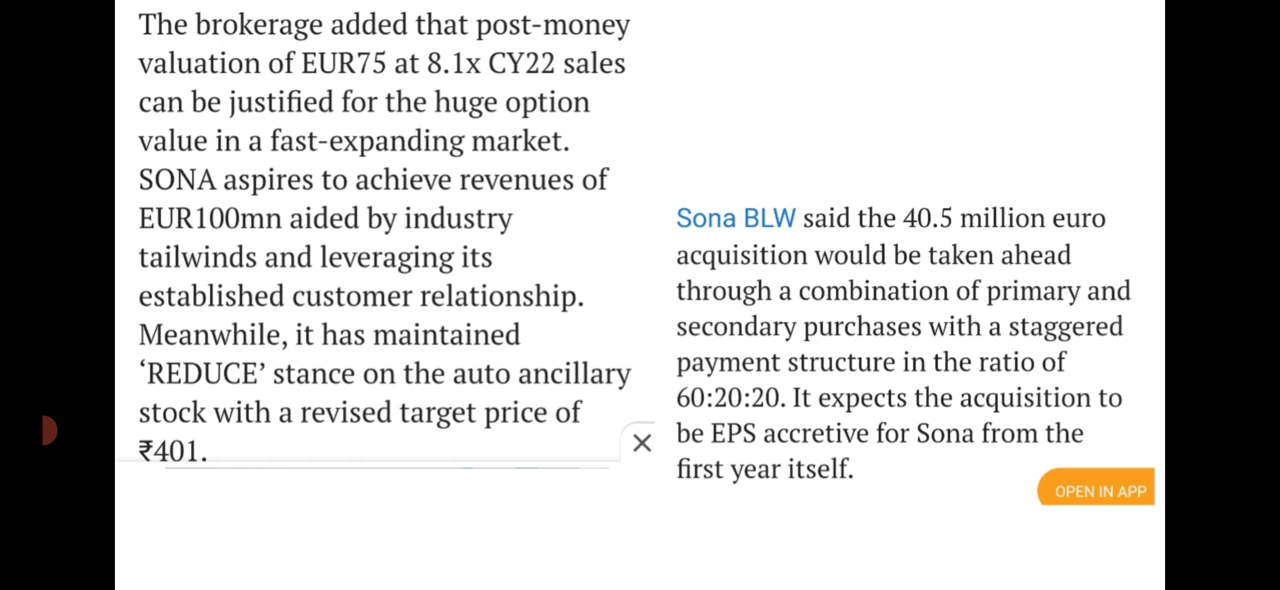 The brokerage added that post-money
valuation of EUR75 at 8.1x CY22 sales
can be justified for the huge option
value in a fast-expanding market.
SONA aspires to achieve revenues of
EUR100mn aided by industry
tailwinds and leveraging its
established customer relationship.
Meanwhile, it has maintained
‘REDUCE’ stance on the auto ancillary
stock with a revised target price of
₹401.
Sona BLW said the 40.5 million euro
acquisition would be taken ahead
through a combination of primary and
secondary purchases with a staggered
payment structure in the ratio of
60:20:20. It expects the acquisition to
be EPS accretive for Sona from the
first year itself.
OPEN IN APP